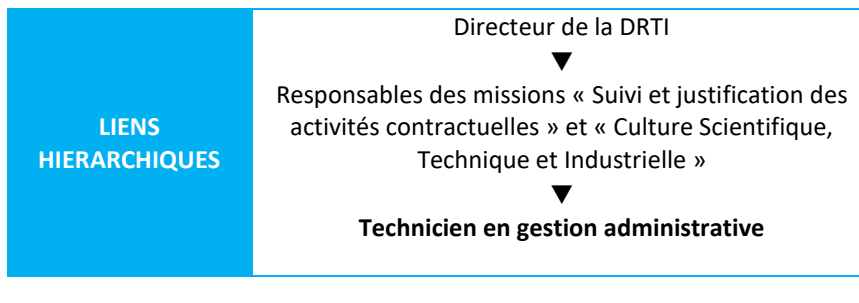 LIENS
HIERARCHIQUES
Directeur de la DRTI
▼
Responsables des missions « Suivi et justification des
activités contractuelles » et « Culture Scientifique,
Technique et Industrielle »
▼
Technicien en gestion administrative